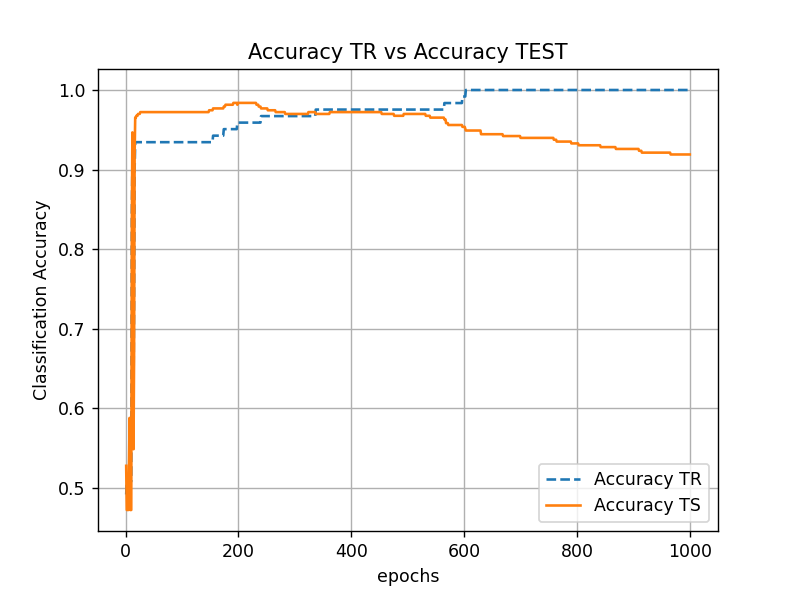 Accuracy TR vs Accuracy TEST
Classification Accuracy
1.0
0.9
0.8
0.7
0.6
0.5
0 200 400 600 800 1000
epochs
Accuracy TR
Accuracy TS